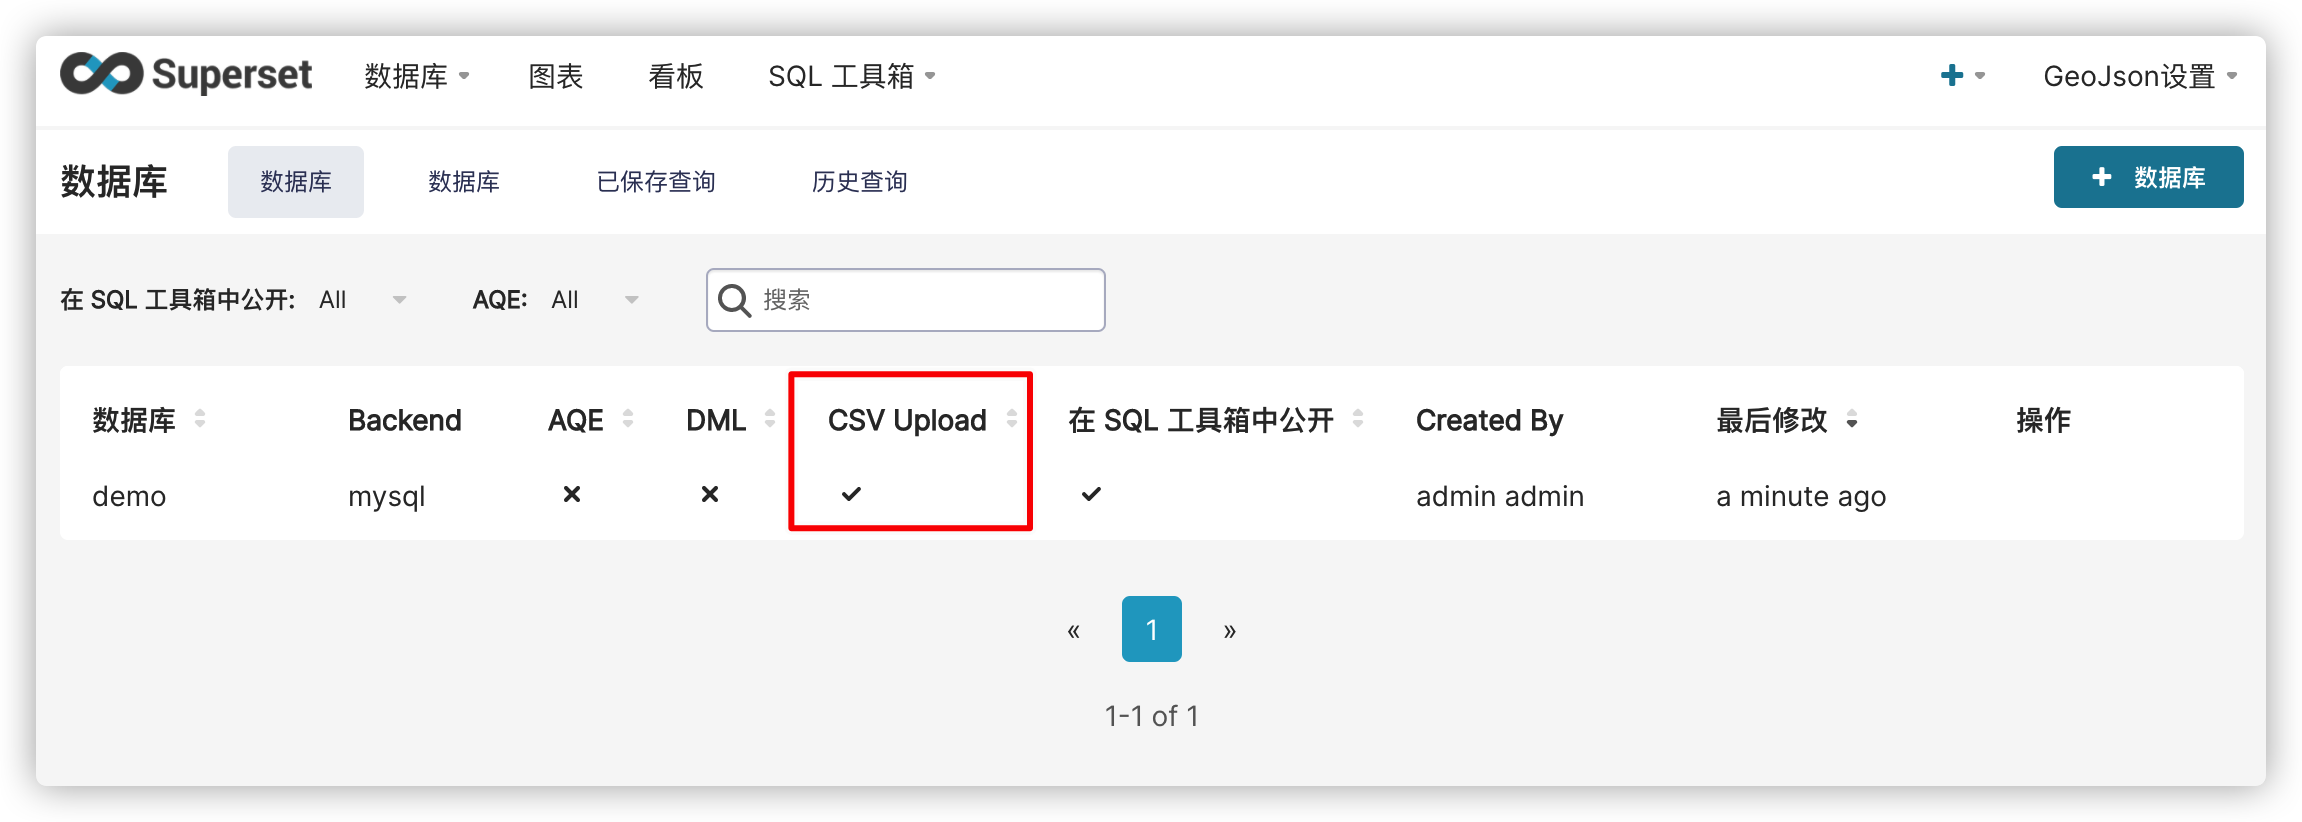 Superset 数据库 图表 看板 SQL 工具箱 GeoJson设置
数据库 数据库 数据库 已保存查询 历史查询 + 数据库
在 SQL 工具箱中公开: All AQE: All 搜索
数据库 Backend AQE DML CSV Upload 在 SQL 工具箱中公开 Created By 最后修改 操作
demo mysql admin admin a minute ago
« 1 »
1-1 of 1